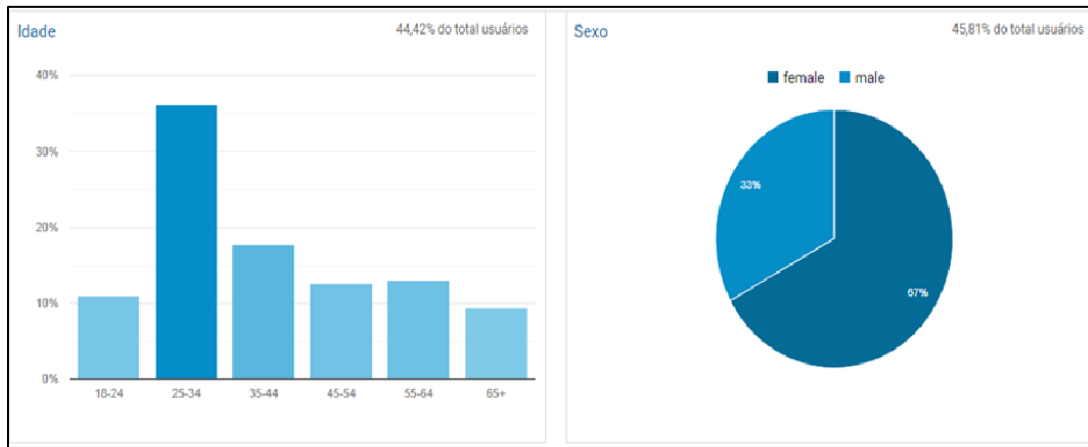 Idade
44,42% do total usuários
40%
30%
20%
10%
0%
18-24
25-34
35-44
45-54
55-64
65+
Sexo
45,81% do total usuários
female
male
33%
67%